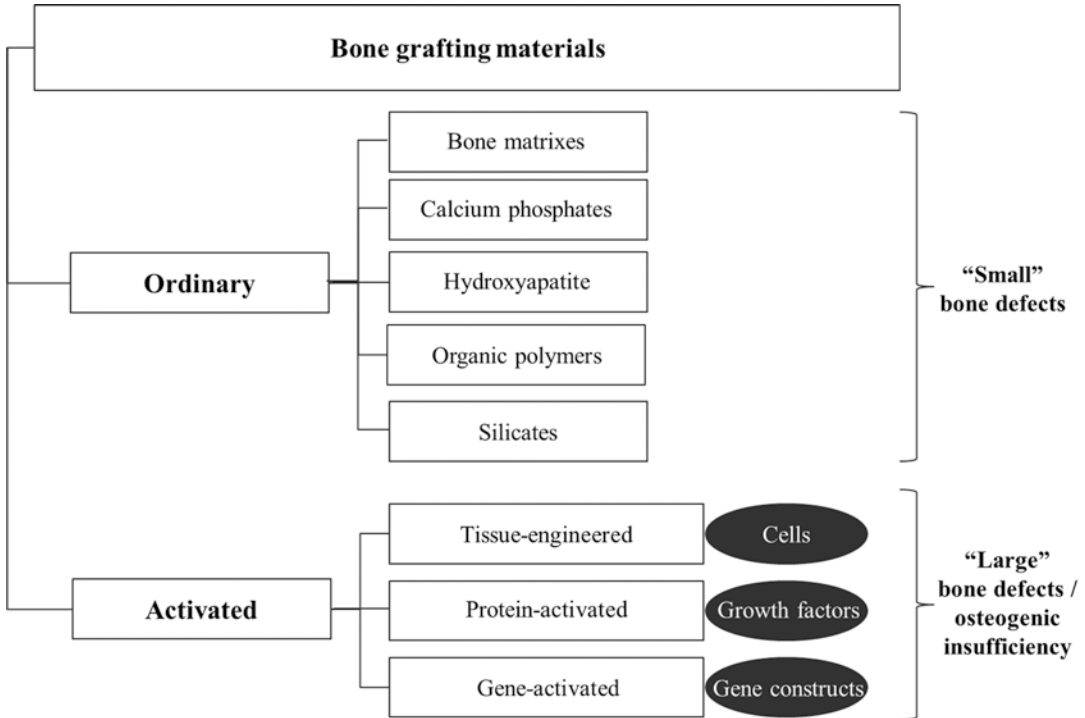 Bone grafting materials
Bone matrixes
Calcium phosphates
Ordinary
Hydroxyapatite
Organic polymers
Silicates
“Small”
bone defects
Tissue-engineered
Cells
Activated
Protein-activated
Growth factors
Gene-activated
Gene constructs
“Large”
bone defects /
osteogenic
insufficiency